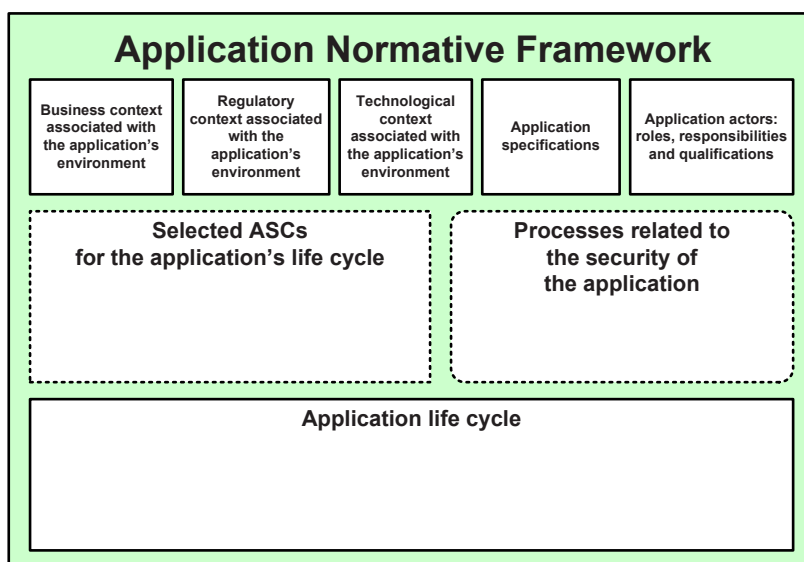 Application Normative Framework
Business context
associated with
the application's
environment
Regulatory
context associated
with the
application's
environment
Technological
context
associated with
the application's
environment
Application
specifications
Application actors:
roles, responsibilities
and qualifications
Selected ASCs
for the application's life cycle
Processes related to
the security of
the application
Application life cycle